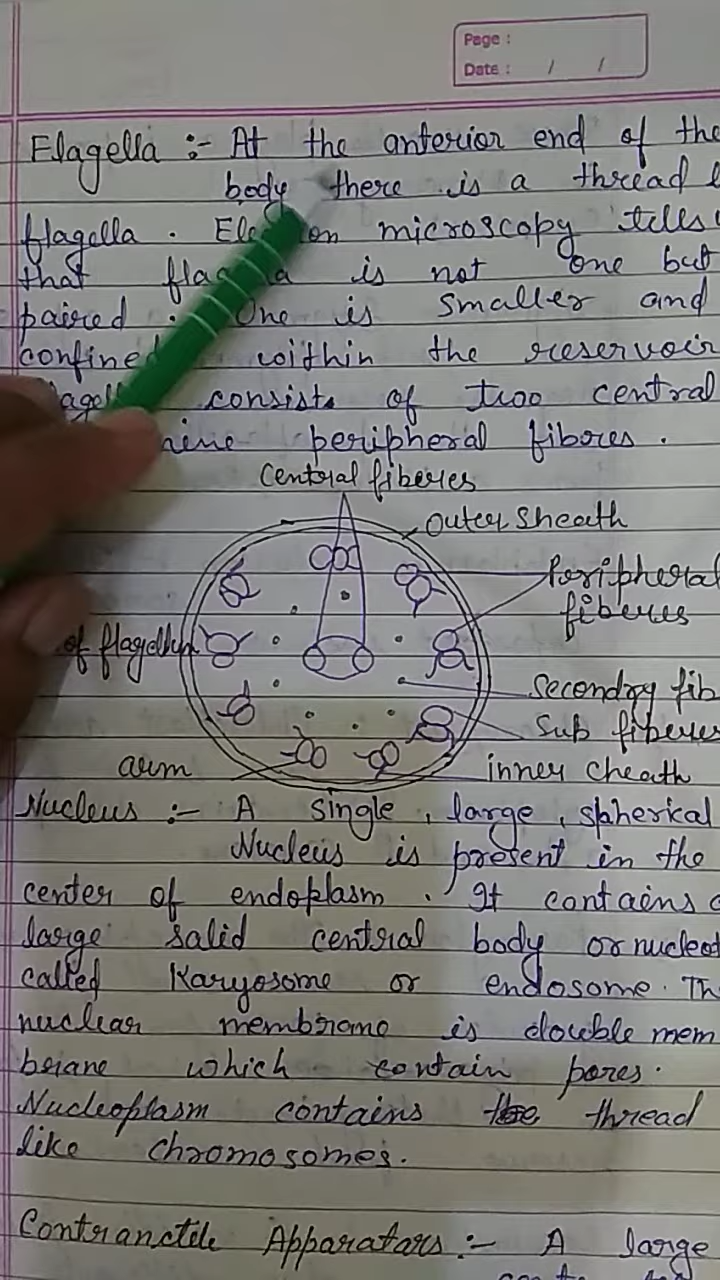 Page :
Date : / /
Flagella :- At the anterior end of the
body there is a thread
flagella . microscopy tells
that is not one but
paired . One is smaller and
confined within the reservoir
consists of two central
nine peripheral fibres .
Central fiberes
Outer Sheath
Peripheral
fiberes
of flagellum
Secondry fib
Sub fiberes
arm
inner cheath
Nucleus :- A single , large , spherical
Nucleus is present in the
center of endoplasm . It contains
large salid central body or nucleo
called Karyosome or endosome . Th
nuclear membrane is double mem
brane which contain pores .
Nucleoplasm contains thread
like chromosomes .
Contranctile Apparatars :- A large